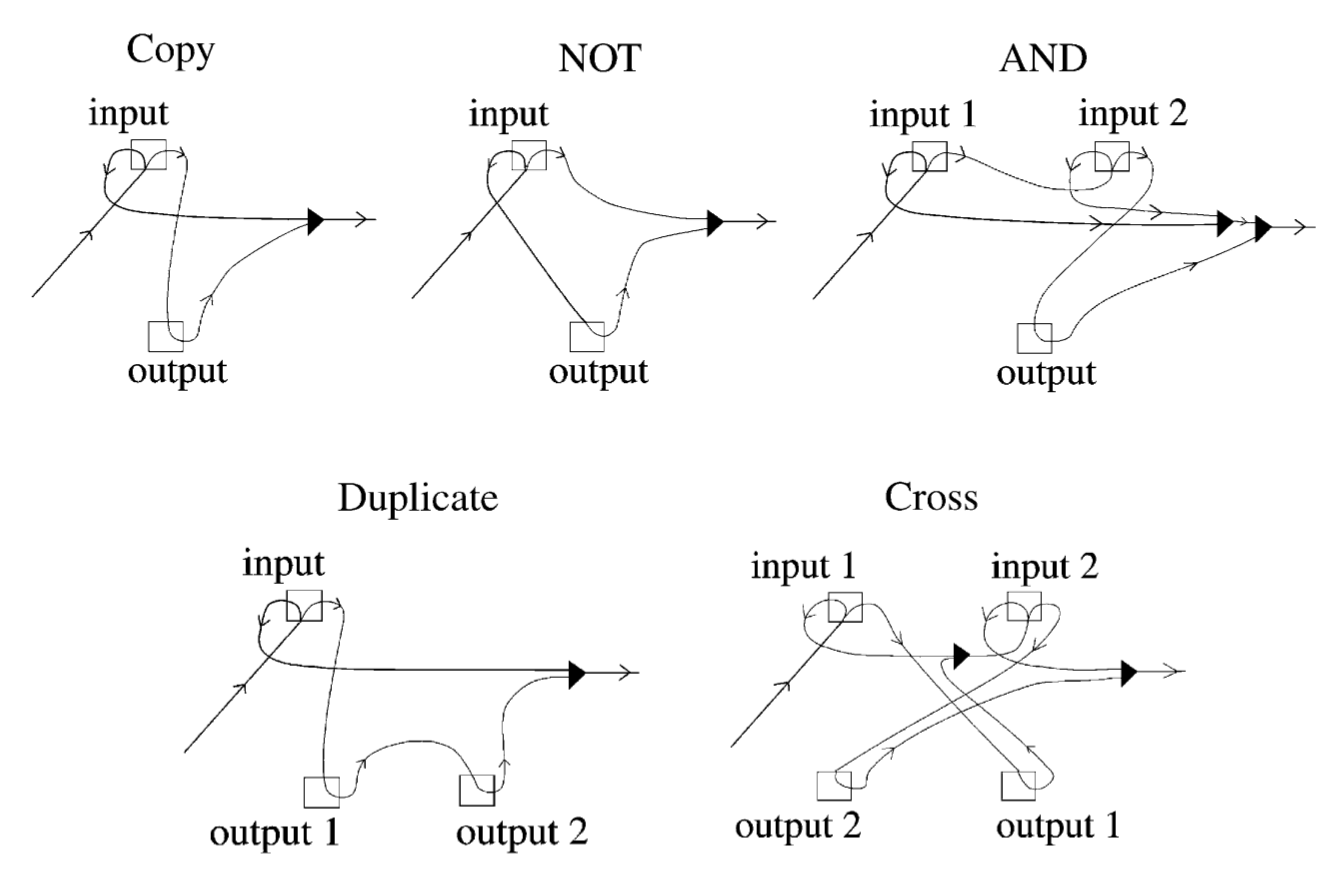 Copy
NOT
AND
input
input
input 1
input 2
output
output
output
Duplicate
Cross
input
input 1
input 2
output 1
output 2
output 2
output 1